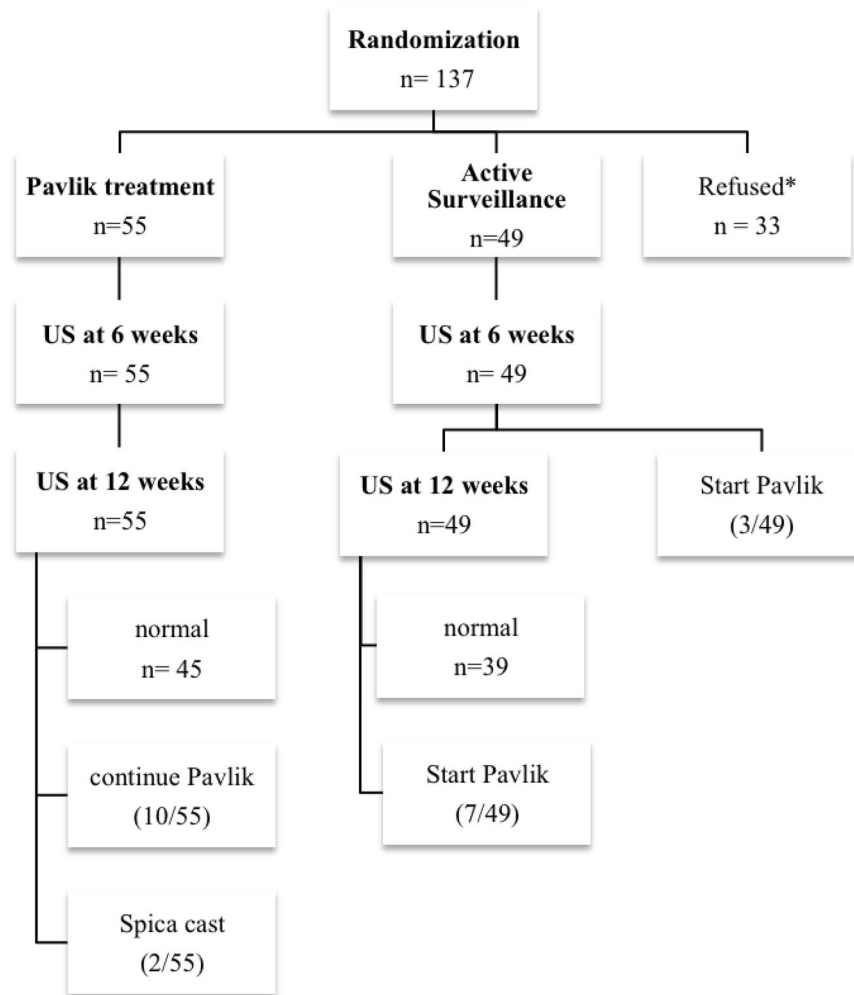 Randomization
n= 137
Pavlik treatment
n=55
Active
Surveillance
n=49
Refused*
n = 33
US at 6 weeks
n= 55
US at 6 weeks
n= 49
US at 12 weeks
n=55
US at 12 weeks
n=49
Start Pavlik
(3/49)
normal
n= 45
normal
n=39
continue Pavlik
(10/55)
Start Pavlik
(7/49)
Spica cast
(2/55)